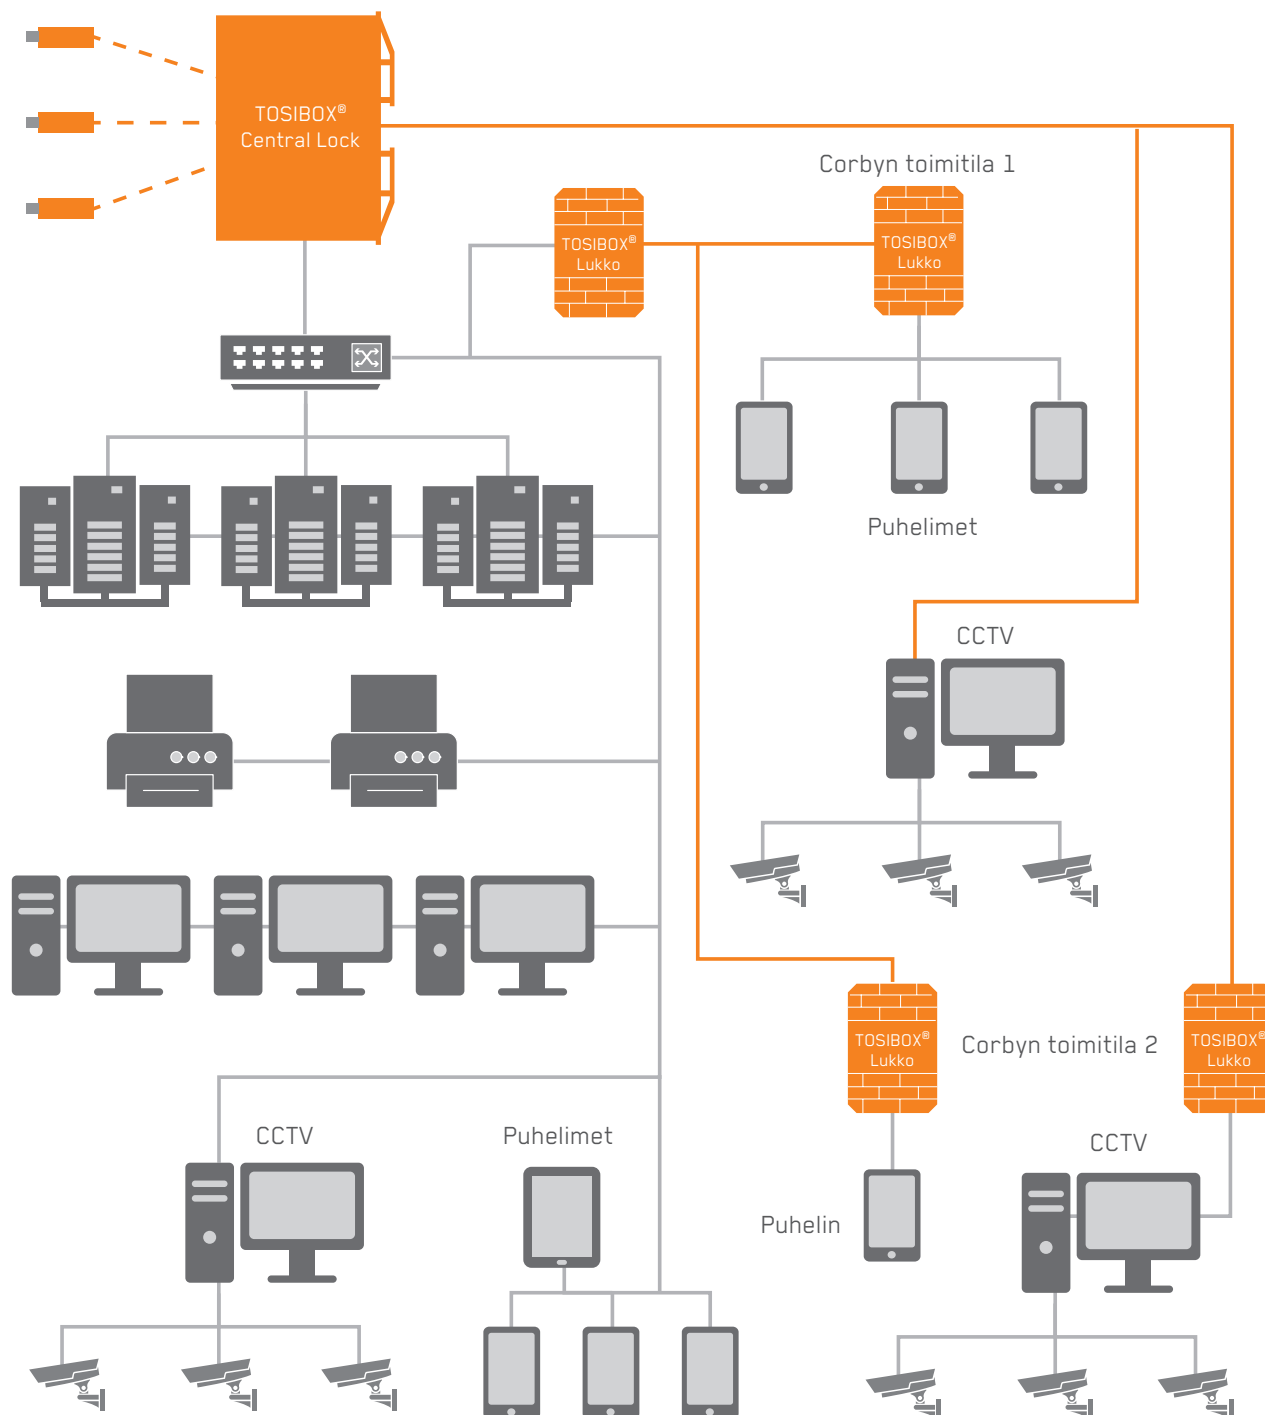 TOSIBOX®
Central Lock
Corbyn toimitila 1
TOSIBOX®
Lukko
TOSIBOX®
Lukko
Puhelimet
CCTV
TOSIBOX®
Lukko
Corbyn toimitila 2
TOSIBOX®
Lukko
CCTV
Puhelimet
CCTV
Puhelin